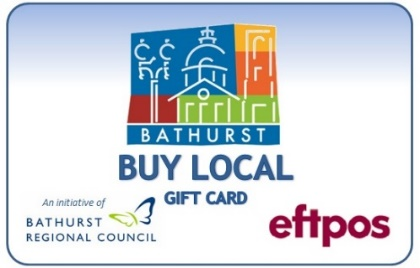 BATHURST
BUY LOCAL
GIFT CARD
An initiative of
BATHURST
REGIONAL COUNCIL
eftpos